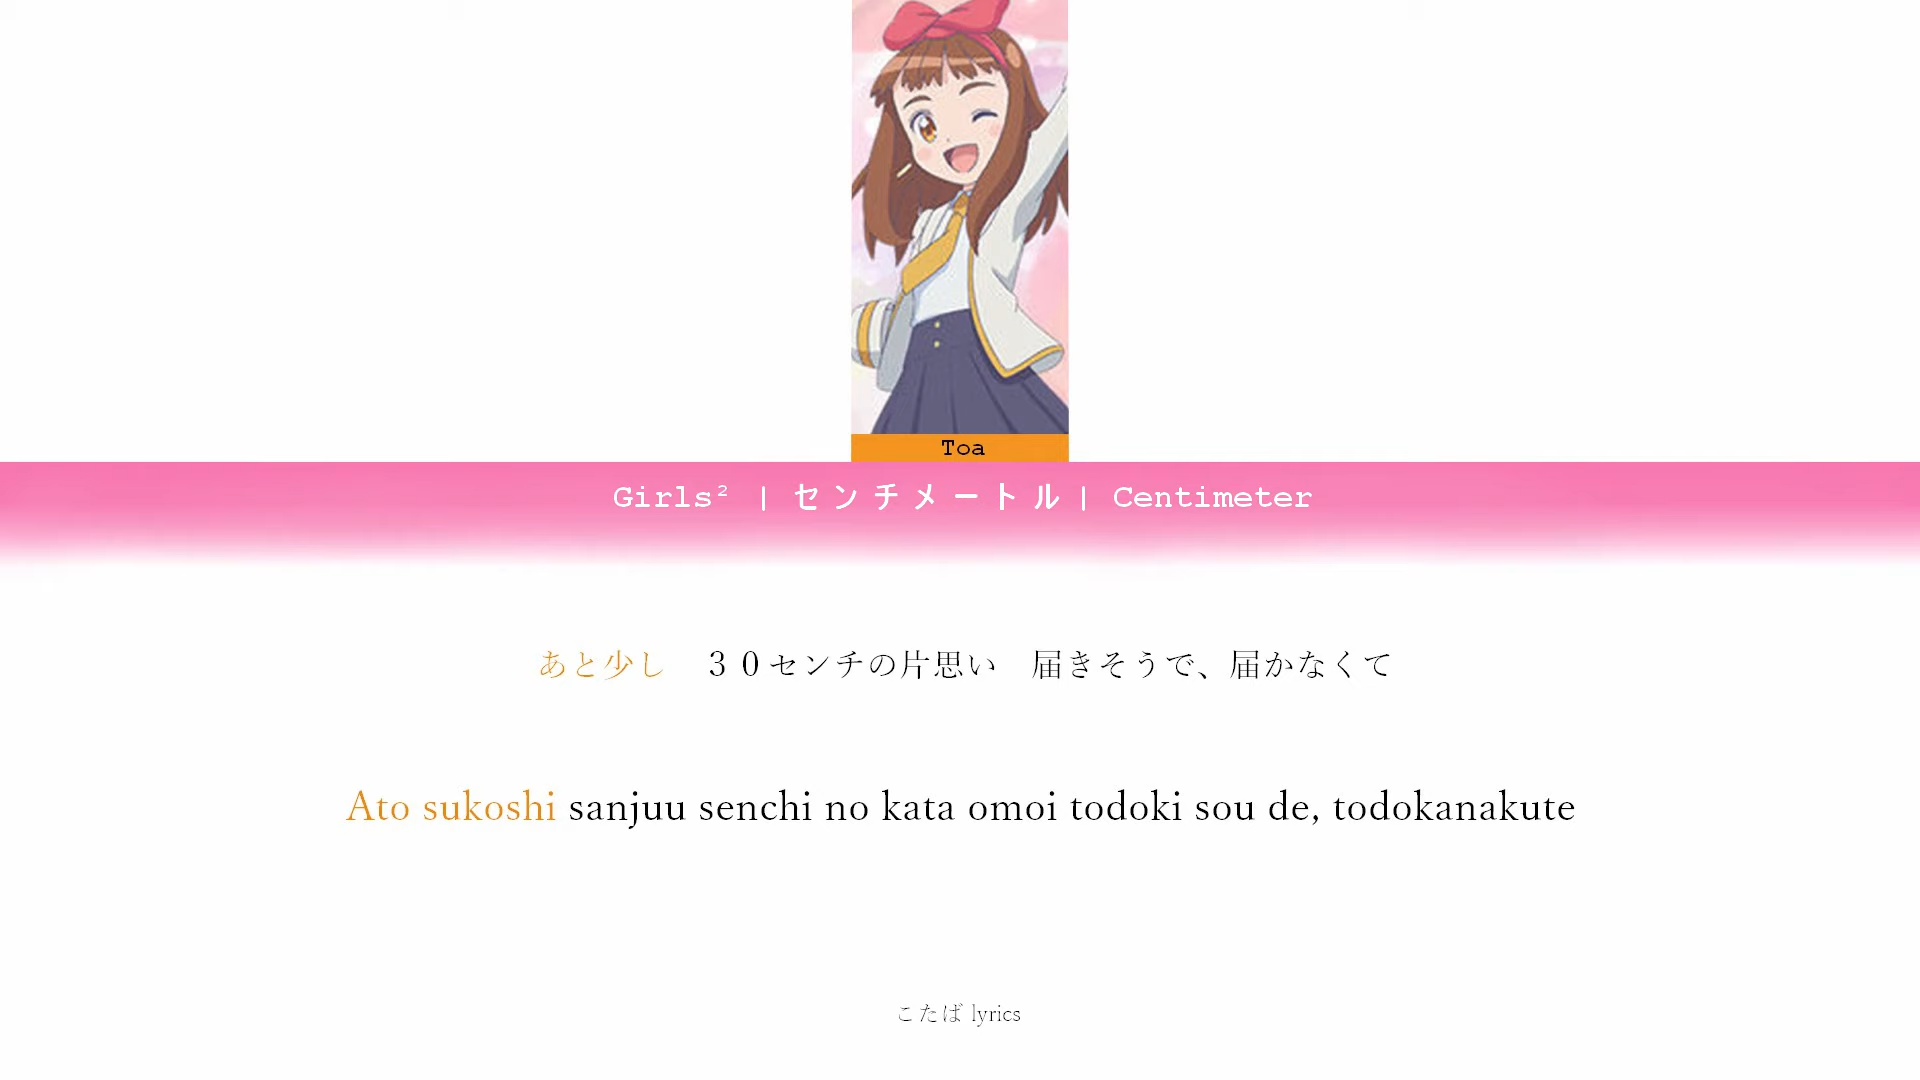 Toa
Girls² | センチメートル | Centimeter
あと少し　３０センチの片思い　届きそうで、届かなくて
Ato sukoshi sanjuu senchi no kata omoi todoki sou de, todokanakute
こたば lyrics